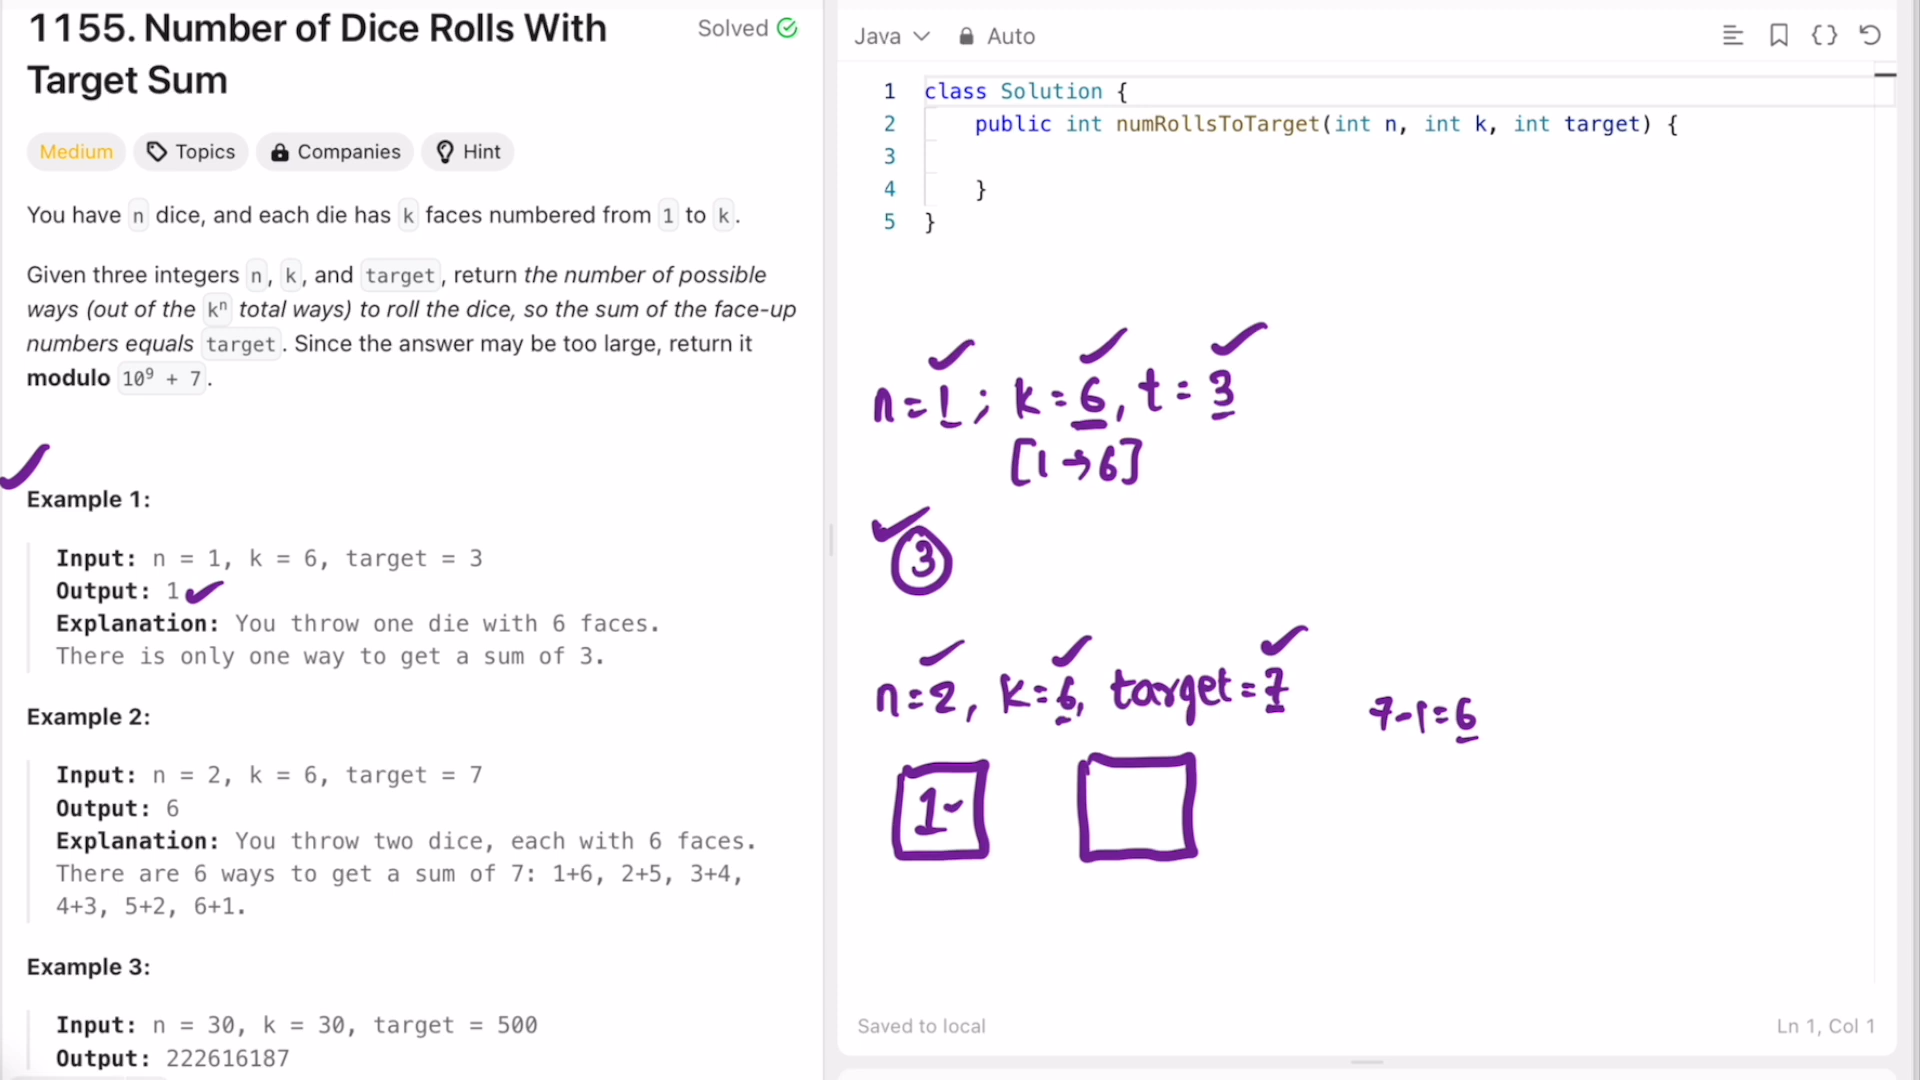 1155. Number of Dice Rolls With
Target Sum
Solved
Medium
Topics
Companies
Hint
You have n dice, and each die has k faces numbered from 1 to k.
Given three integers n, k, and target, return the number of possible
ways (out of the kⁿ total ways) to roll the dice, so the sum of the face-up
numbers equals target. Since the answer may be too large, return it
modulo 10⁹ + 7.
Example 1:
Input: n = 1, k = 6, target = 3
Output: 1
Explanation: You throw one die with 6 faces.
There is only one way to get a sum of 3.
Example 2:
Input: n = 2, k = 6, target = 7
Output: 6
Explanation: You throw two dice, each with 6 faces.
There are 6 ways to get a sum of 7: 1+6, 2+5, 3+4,
4+3, 5+2, 6+1.
Example 3:
Input: n = 30, k = 30, target = 500
Output: 222616187
Java
Auto
1 class Solution {
2 public int numRollsToTarget(int n, int k, int target) {
3
4 }
5 }
n=1; k=6, t=3
[1→6]
3
n=2, k=6, target=7
7-1=6
1
Saved to local
Ln 1, Col 1